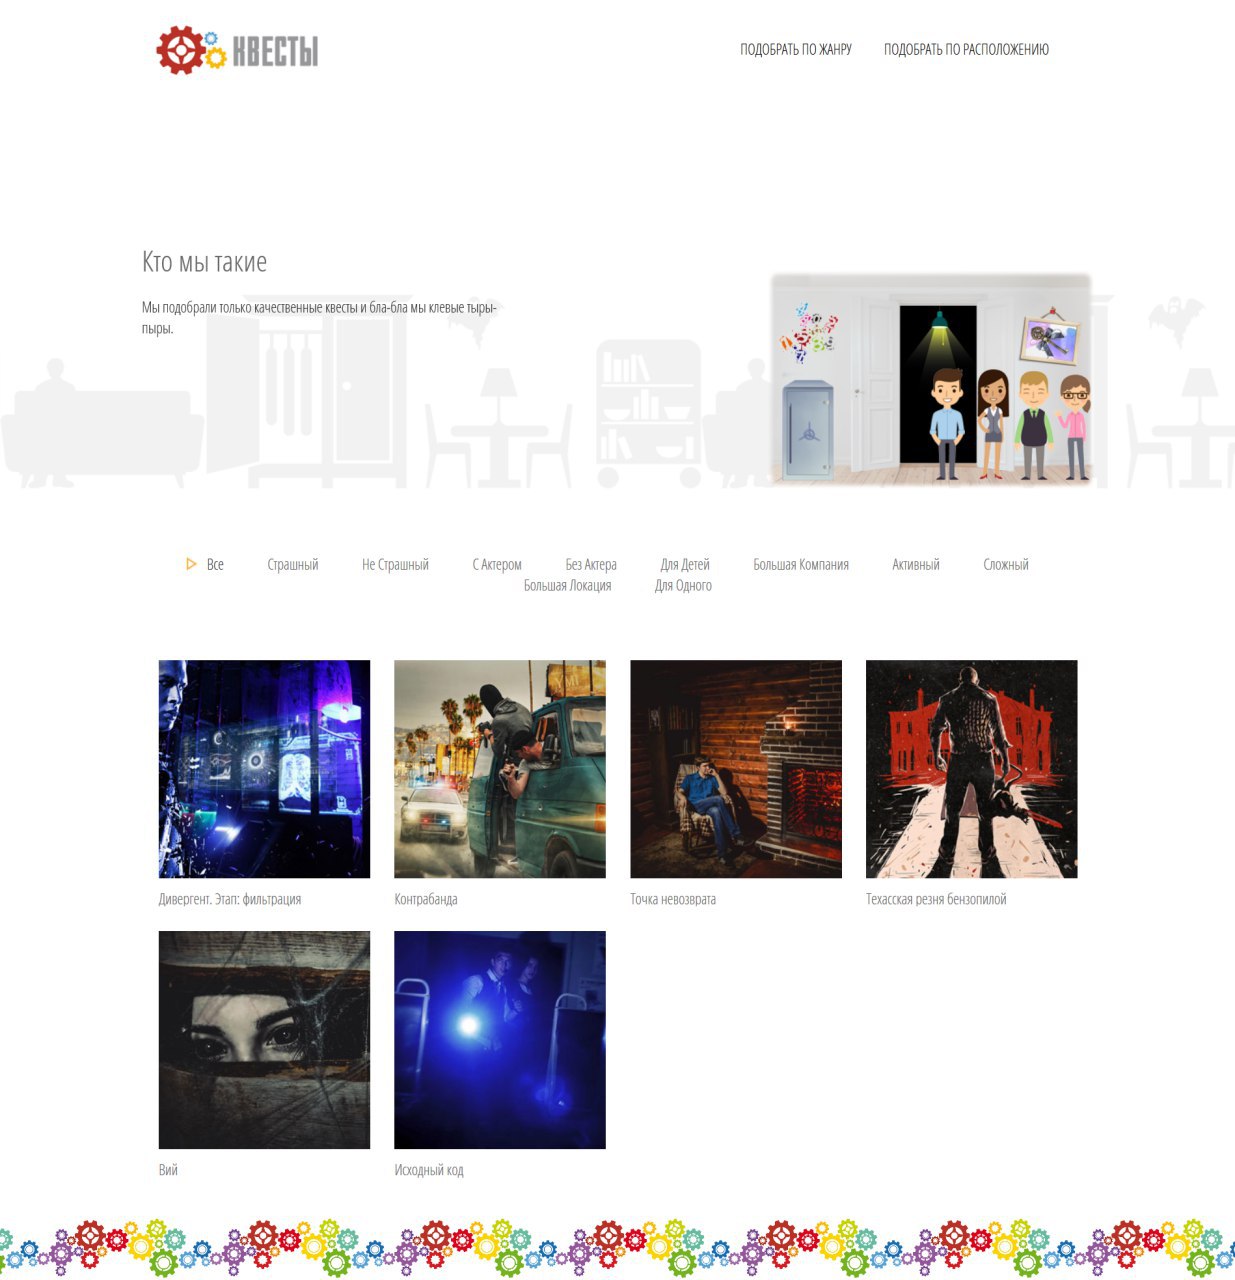 КВЕСТЫ
ПОДОБРАТЬ ПО ЖАНРУ
ПОДОБРАТЬ ПО РАСПОЛОЖЕНИЮ
Кто мы такие
Мы подобрали только качественные квесты и бла-бла мы клевые тыры-
пыры.
Все Страшный Не Страшный С Актером Без Актера Для Детей Большая Компания Активный Сложный
Большая Локация Для Одного
Дивергент. Этап: фильтрация
Контрабанда
Точка невозврата
Техасская резня бензопилой
Вий
Исходный код